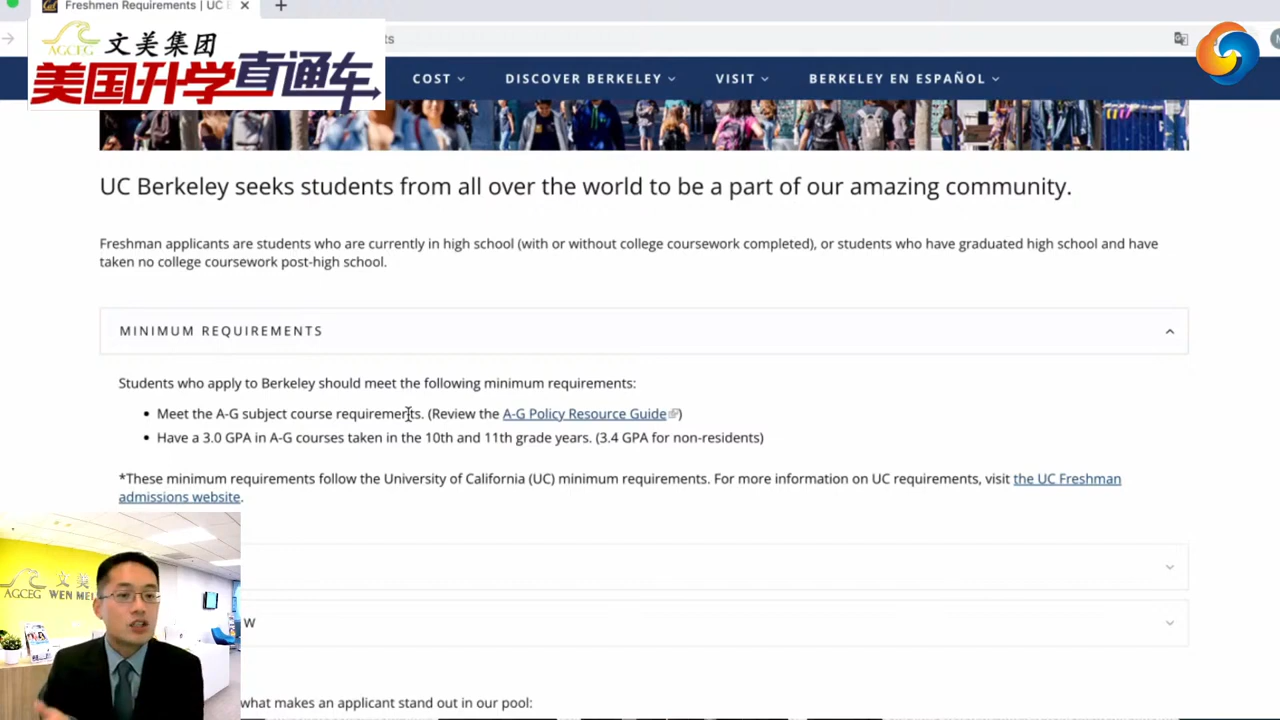 Freshmen Requirements | UC B
ts
AGCEG 文美集团
美国升学直通车
COST
DISCOVER BERKELEY
VISIT
BERKELEY EN ESPAÑOL
UC Berkeley seeks students from all over the world to be a part of our amazing community.
Freshman applicants are students who are currently in high school (with or without college coursework completed), or students who have graduated high school and have
taken no college coursework post-high school.
MINIMUM REQUIREMENTS
Students who apply to Berkeley should meet the following minimum requirements:
• Meet the A-G subject course requirements. (Review the A-G Policy Resource Guide)
• Have a 3.0 GPA in A-G courses taken in the 10th and 11th grade years. (3.4 GPA for non-residents)
*These minimum requirements follow the University of California (UC) minimum requirements. For more information on UC requirements, visit the UC Freshman
admissions website.
文美
AGCEG WEN MEI
W
what makes an applicant stand out in our pool: